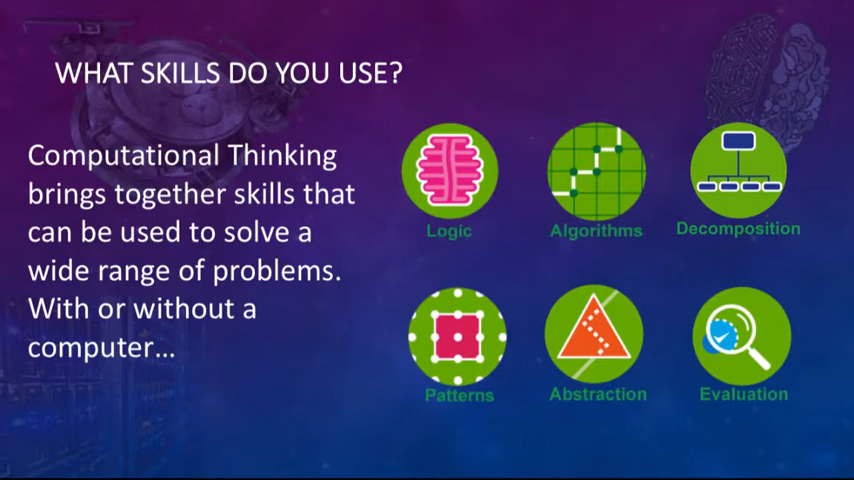 WHAT SKILLS DO YOU USE?
Computational Thinking
brings together skills that
can be used to solve a
wide range of problems.
With or without a
computer...
Logic
Algorithms
Decomposition
Patterns
Abstraction
Evaluation